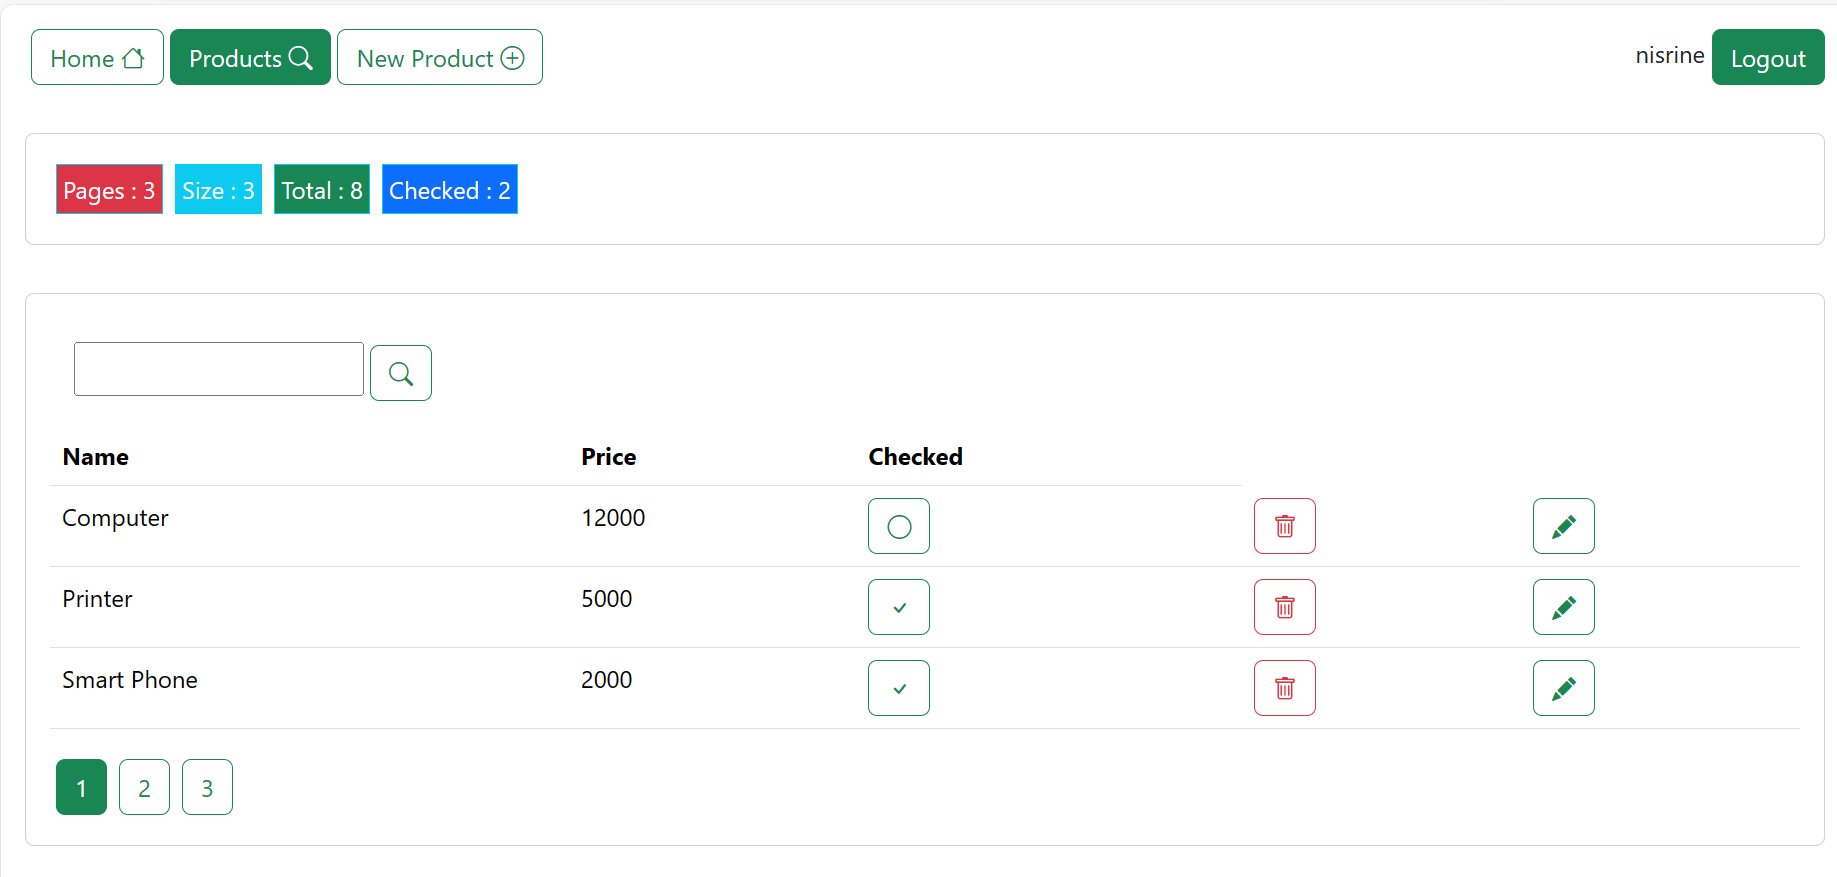 Home Products New Product nisrine Logout
Pages : 3 Size : 3 Total : 8 Checked : 2
Name Price Checked
Computer 12000
Printer 5000
Smart Phone 2000
1 2 3